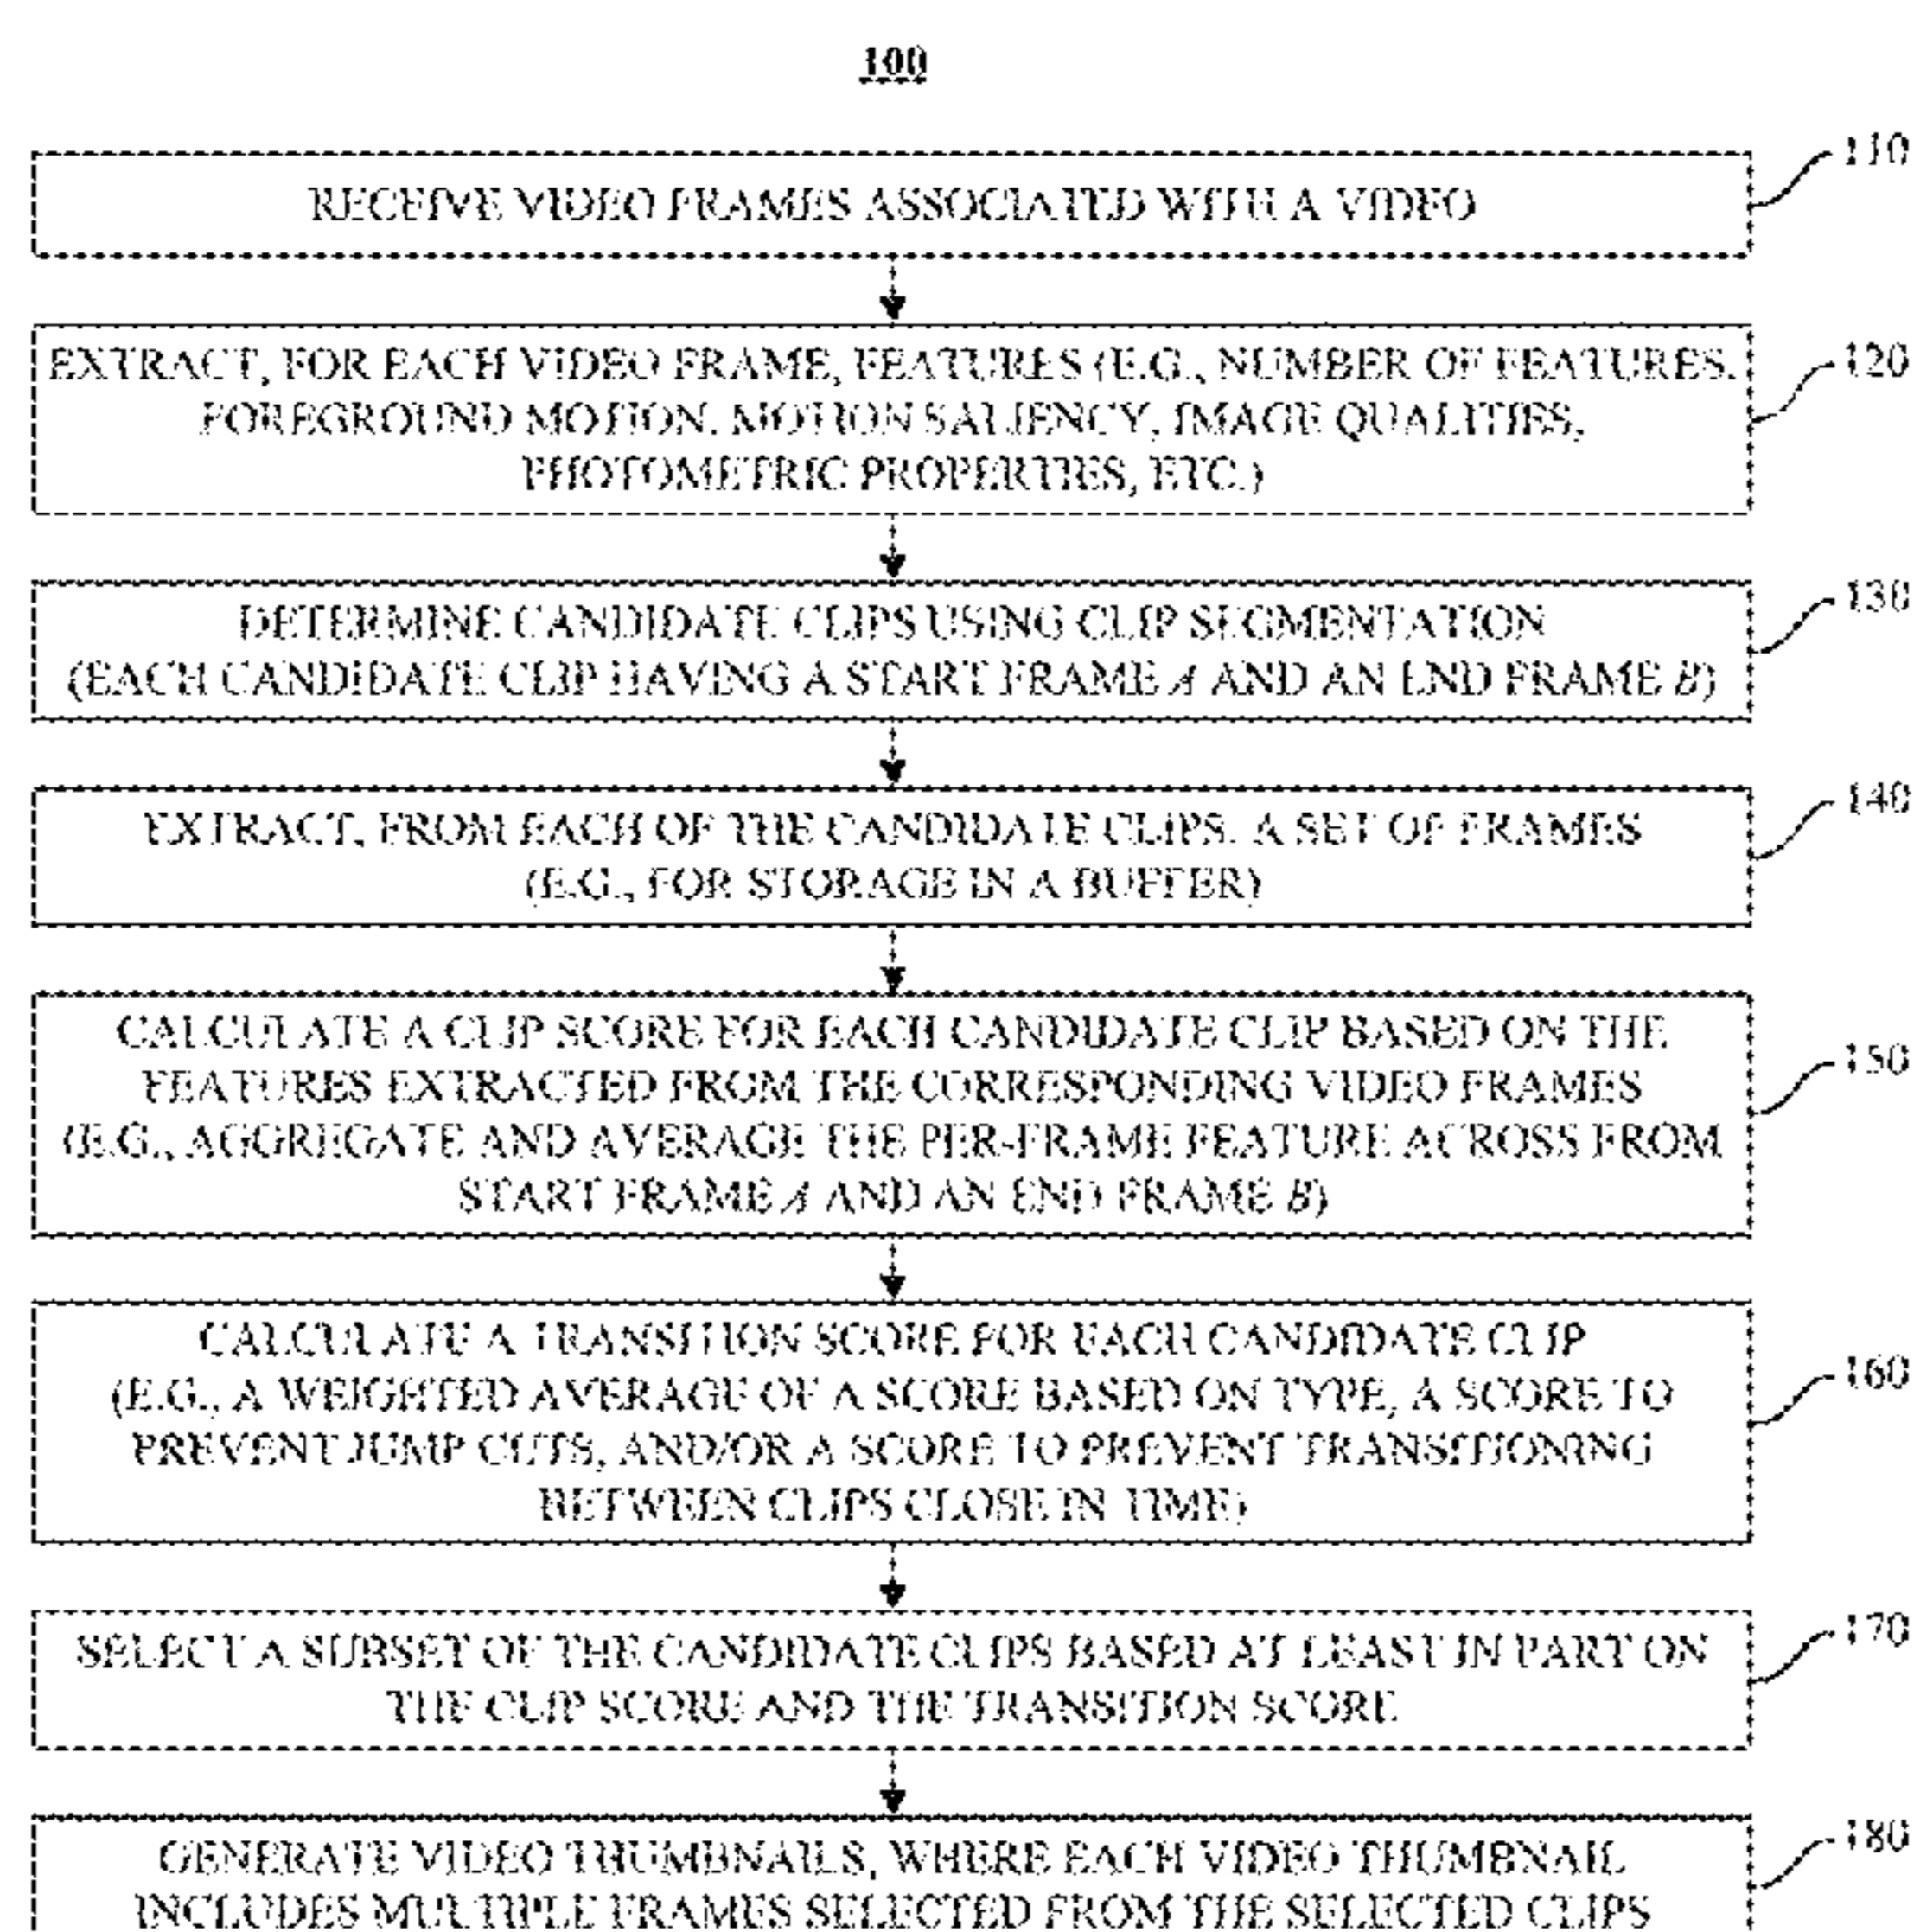 100
110
RECEIVE VIDEO FRAMES ASSOCIATED WITH A VIDEO
120
EXTRACT, FOR EACH VIDEO FRAME, FEATURES (E.G., NUMBER OF FEATURES,
FOREGROUND MOTION, MOTION SALIENCY, IMAGE QUALITIES,
PHOTOMETRIC PROPERTIES, ETC.)
130
DETERMINE CANDIDATE CLIPS USING CLIP SEGMENTATION
(EACH CANDIDATE CLIP HAVING A START FRAME A AND AN END FRAME B)
140
EXTRACT, FROM EACH OF THE CANDIDATE CLIPS, A SET OF FRAMES
(E.G., FOR STORAGE IN A BUFFER)
150
CALCULATE A CLIP SCORE FOR EACH CANDIDATE CLIP BASED ON THE
FEATURES EXTRACTED FROM THE CORRESPONDING VIDEO FRAMES
(E.G., AGGREGATE AND AVERAGE THE PER-FRAME FEATURE ACROSS FROM
START FRAME A AND AN END FRAME B)
160
CALCULATE A TRANSITION SCORE FOR EACH CANDIDATE CLIP
(E.G., A WEIGHTED AVERAGE OF A SCORE BASED ON TYPE, A SCORE TO
PREVENT JUMP CUTS, AND/OR A SCORE TO PREVENT TRANSITIONING
BETWEEN CLIPS CLOSE IN TIME)
170
SELECT A SUBSET OF THE CANDIDATE CLIPS BASED AT LEAST IN PART ON
THE CLIP SCORE AND THE TRANSITION SCORE
180
GENERATE VIDEO THUMBNAILS, WHERE EACH VIDEO THUMBNAIL
INCLUDES MULTIPLE FRAMES SELECTED FROM THE SELECTED CLIPS